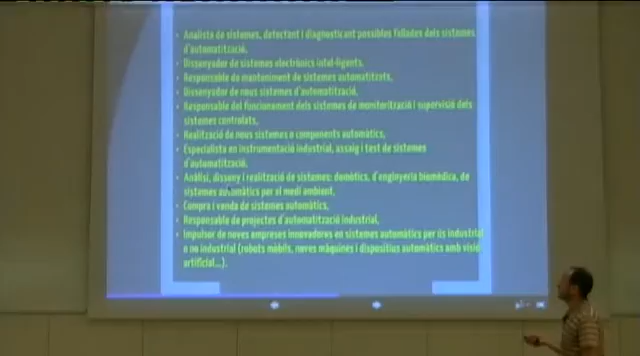 • Analista de sistemes, detectant i diagnosticant possibles fallades dels sistemes
d'automatització,
• Dissenyador de sistemes electrònics intel·ligents,
• Responsable de manteniment de sistemes automatitzats,
• Dissenyador de nous sistemes d'automatització,
• Responsable del funcionament dels sistemes de monitorització i supervisió dels
sistemes controlats,
• Realització de nous sistemes o components automàtics,
• Especialista en instrumentació industrial, assaig i test de sistemes
d'automatització,
• Anàlisi, disseny i realització de sistemes: domòtics, d'enginyeria biomèdica, de
sistemes automàtics per al medi ambient,
• Compra i venda de sistemes automàtics,
• Responsable de projectes d'automatització industrial,
• Impulsor de noves empreses innovadores en sistemes automàtics per ús industrial
o no industrial (robots mòbils, noves màquines i dispositius automàtics amb visió
artificial...).